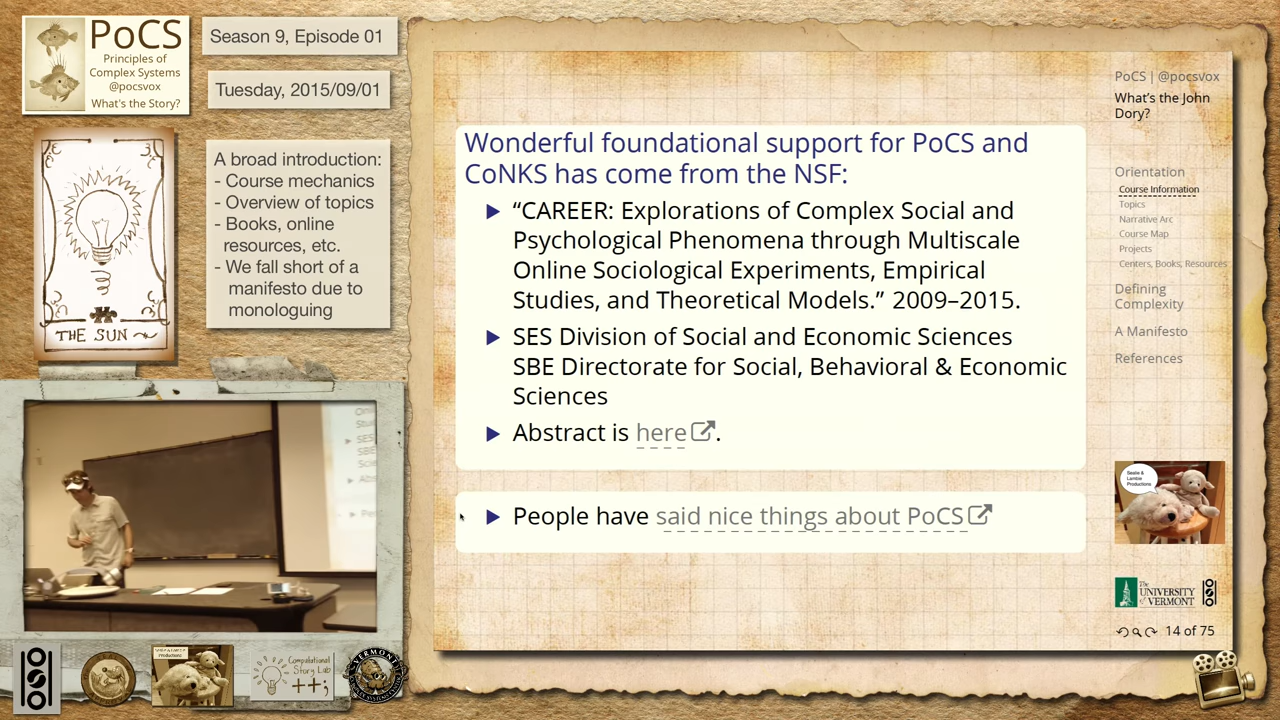 PoCS
Principles of
Complex Systems
@pocsvox
What's the Story?
Season 9, Episode 01
Tuesday, 2015/09/01
A broad introduction:
- Course mechanics
- Overview of topics
- Books, online
resources, etc.
- We fall short of a
manifesto due to
monologuing
THE SUN
Wonderful foundational support for PoCS and
CoNKS has come from the NSF:
“CAREER: Explorations of Complex Social and
Psychological Phenomena through Multiscale
Online Sociological Experiments, Empirical
Studies, and Theoretical Models.” 2009–2015.
SES Division of Social and Economic Sciences
SBE Directorate for Social, Behavioral & Economic
Sciences
Abstract is here.
People have said nice things about PoCS
PoCS | @pocsvox
What’s the John
Dory?
Orientation
Course Information
Topics
Narrative Arc
Course Map
Projects
Centers, Books, Resources
Defining
Complexity
A Manifesto
References
Sealie &
Lambie
Productions
The
UNIVERSITY
of VERMONT
14 of 75
Computational
Story Lab
++;
VERMONT